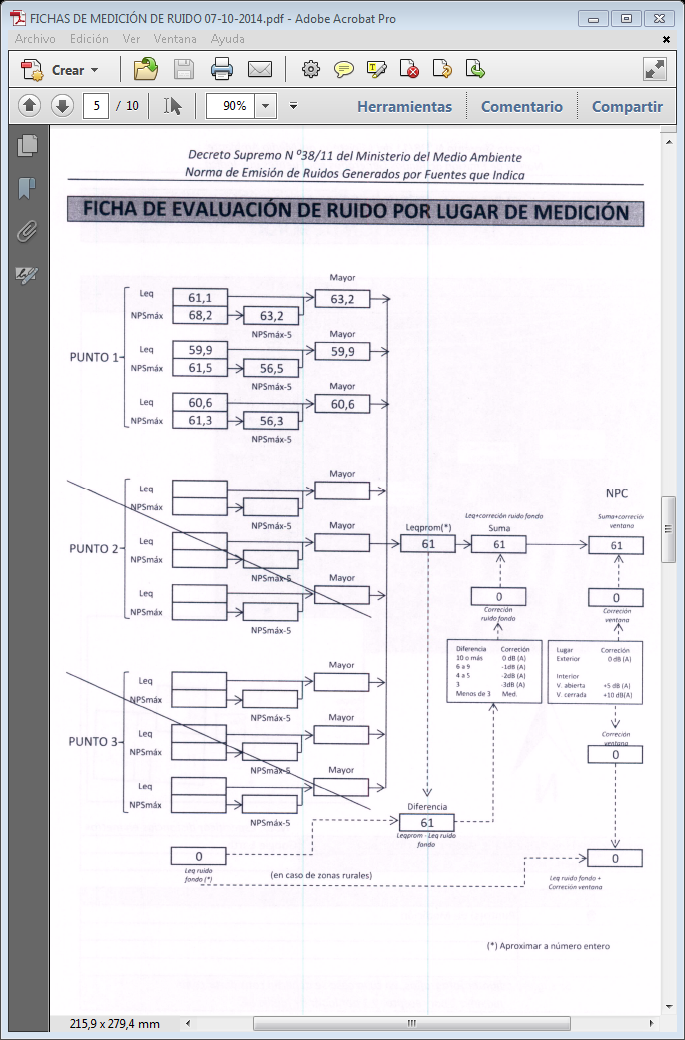 FICHAS DE MEDICIÓN DE RUIDO 07-10-2014.pdf - Adobe Acrobat Pro
Archivo Edición Ver Ventana Ayuda
Crear
5 / 10 90% Herramientas Comentario Compartir
Decreto Supremo N º38/11 del Ministerio del Medio Ambiente
Norma de Emisión de Ruidos Generados por Fuentes que Indica
FICHA DE EVALUACIÓN DE RUIDO POR LUGAR DE MEDICIÓN
Mayor
Leq 61,1 63,2
NPSmáx 68,2 63,2
NPSmáx-5 Mayor
PUNTO 1
Leq 59,9 59,9
NPSmáx 61,5 56,5
NPSmáx-5 Mayor
Leq 60,6 60,6
NPSmáx 61,3 56,3
NPSmáx-5
Mayor
Leq
NPSmáx
NPSmáx-5 Mayor
PUNTO 2
Leq
NPSmáx
NPSmáx-5 Mayor
Leq
NPSmáx
NPSmáx-5
Mayor
Leq
NPSmáx
NPSmáx-5 Mayor
PUNTO 3
Leq
NPSmáx
NPSmáx-5 Mayor
Leq
NPSmáx
NPSmáx-5
NPC
Leq+correción ruido fondo
Suma+correción
ventana
Leqprom(*) Suma
61 61 61
0 0
Correción
ruido fondo
Correción
ventana
Diferencia Correción
10 o más 0 dB (A)
6 a 9 -1dB (A)
4 a 5 -2dB (A)
3 -3dB (A)
Menos de 3 Med.
Lugar Correción
Exterior 0 dB (A)
Interior
V. abierta +5 dB (A)
V. cerrada +10 dB(A)
Correción
ventana
0
Diferencia
61
Leqprom - Leq ruido
fondo
0
Leq ruido
fondo (*)
(en caso de zonas rurales)
0
Leq ruido fondo +
Correción ventana
(*) Aproximar a número entero
215,9 x 279,4 mm